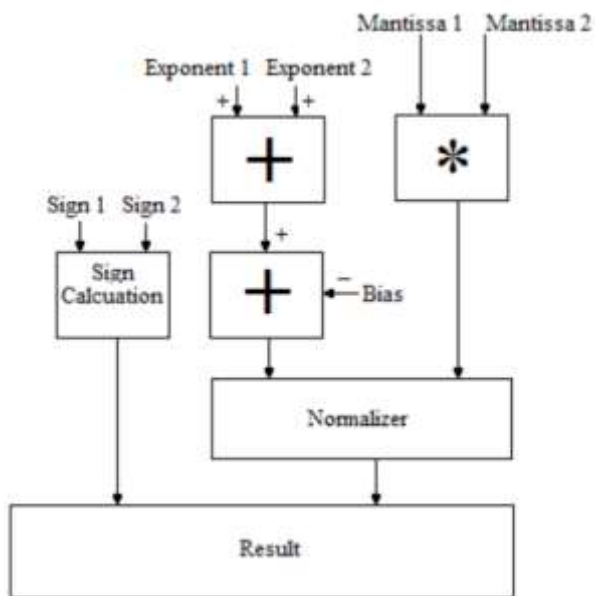 Mantissa 1 Mantissa 2
Exponent 1 Exponent 2
+ +
+ *
Sign 1 Sign 2
+
Sign
Calcuation
+
− Bias
Normalizer
Result